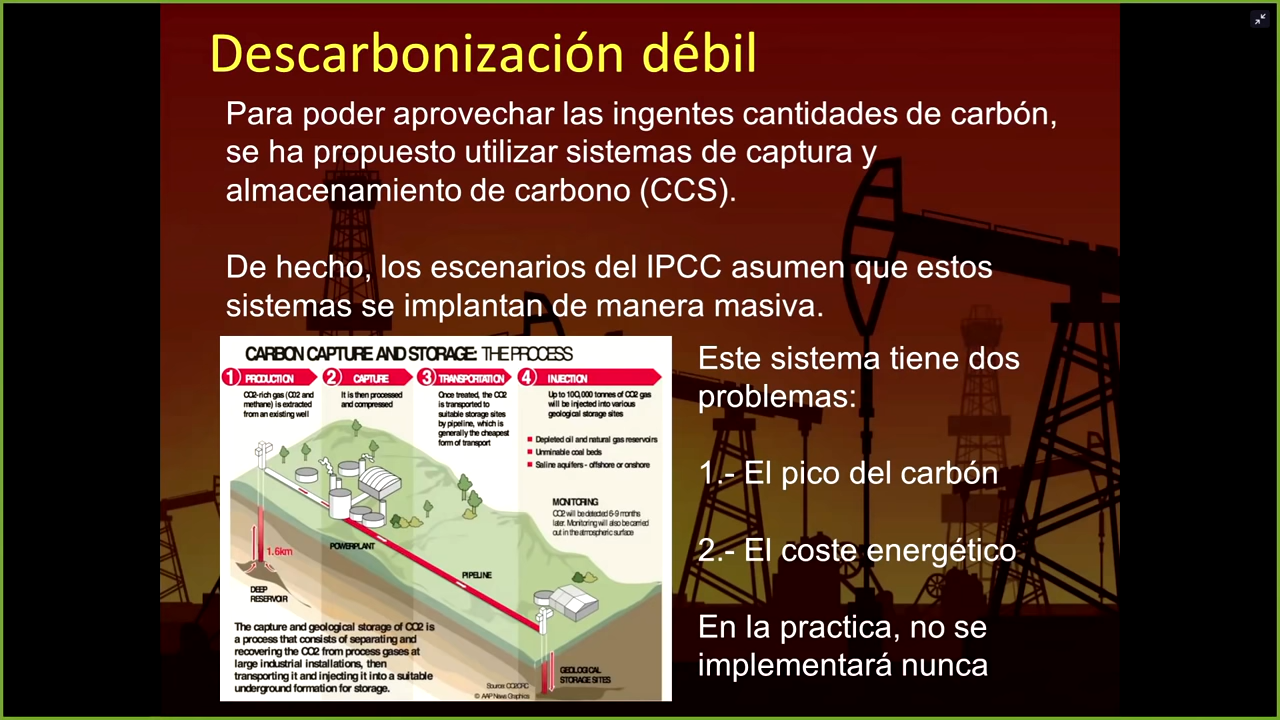 Descarbonización débil
Para poder aprovechar las ingentes cantidades de carbón,
se ha propuesto utilizar sistemas de captura y
almacenamiento de carbono (CCS).
De hecho, los escenarios del IPCC asumen que estos
sistemas se implantan de manera masiva.
CARBON CAPTURE AND STORAGE: THE PROCESS
1 PRODUCTION
CO2-rich gas (CO2 and
methane) is extracted
from an existing well
2 CAPTURE
It is then processed
and compressed
3 TRANSPORTATION
Once treated, the CO2
is transported to
suitable storage sites
by pipeline, which is
generally the cheapest
form of transport
4 INJECTION
Up to 100,000 tonnes of CO2 gas
will be injected into various
geological storage sites
Depleted oil and natural gas reservoirs
Unminable coal beds
Saline aquifers - offshore or onshore
MONITORING
CO2 will be detected 6-9 months
later. Monitoring will also be carried
out in the atmospheric surface
1.6km
POWERPLANT
PIPELINE
DEEP
RESERVOIR
The capture and geological storage of CO2 is
a process that consists of separating and
recovering the CO2 from process gases at
large industrial installations, then
transporting it and injecting it into a suitable
underground formation for storage.
GEOLOGICAL
STORAGE SITES
Source: CO2CRC
© AAP News Graphics
Este sistema tiene dos
problemas:
1.- El pico del carbón
2.- El coste energético
En la practica, no se
implementará nunca